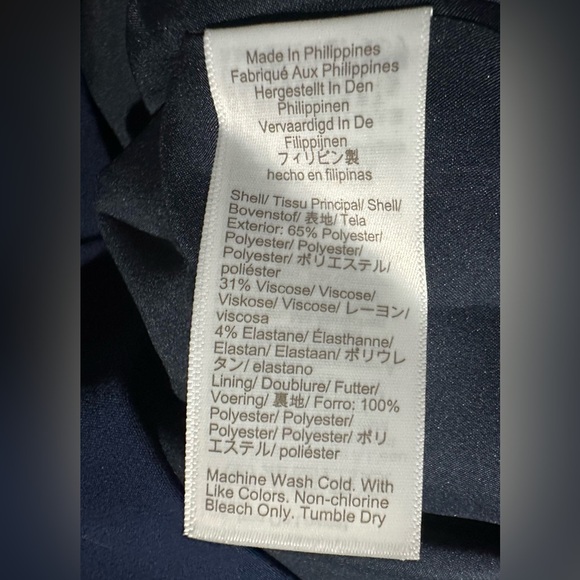 Made In Philippines
Fabriqué Aux Philippines
Hergestellt In Den
Philippinen
Vervaardigd In De
Filippijnen
フィリピン製
hecho en filipinas
Shell/ Tissu Principal/ Shell/
Bovenstof/ 表地/ Tela
Exterior: 65% Polyester/
Polyester/ Polyester/
Polyester/ ポリエステル/
poliéster
31% Viscose/ Viscose/
Viskose/ Viscose/ レーヨン/
viscosa
4% Elastane/ Élasthanne/
Elastan/ Elastaan/ ポリウレ
タン/ elastano
Lining/ Doublure/ Futter/
Voering/ 裏地/ Forro: 100%
Polyester/ Polyester/
Polyester/ Polyester/ ポリ
エステル/ poliéster
Machine Wash Cold. With
Like Colors. Non-chlorine
Bleach Only. Tumble Dry